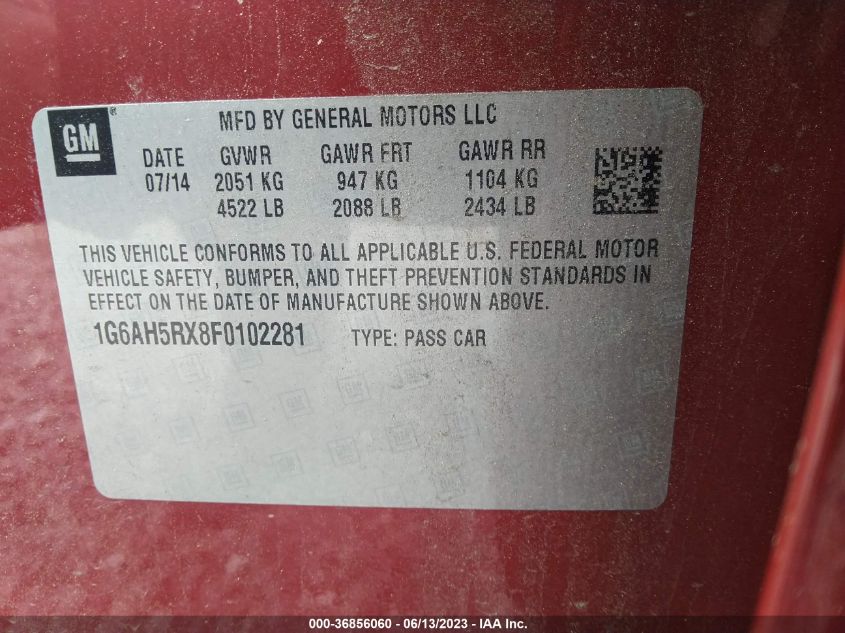 GM®
MFD BY GENERAL MOTORS LLC
DATE GVWR GAWR FRT GAWR RR
07/14 2051 KG 947 KG 1104 KG
4522 LB 2088 LB 2434 LB
THIS VEHICLE CONFORMS TO ALL APPLICABLE U.S. FEDERAL MOTOR
VEHICLE SAFETY, BUMPER, AND THEFT PREVENTION STANDARDS IN
EFFECT ON THE DATE OF MANUFACTURE SHOWN ABOVE.
1G6AH5RX8F0102281 TYPE: PASS CAR
000-36856060 - 06/13/2023 - IAA Inc.